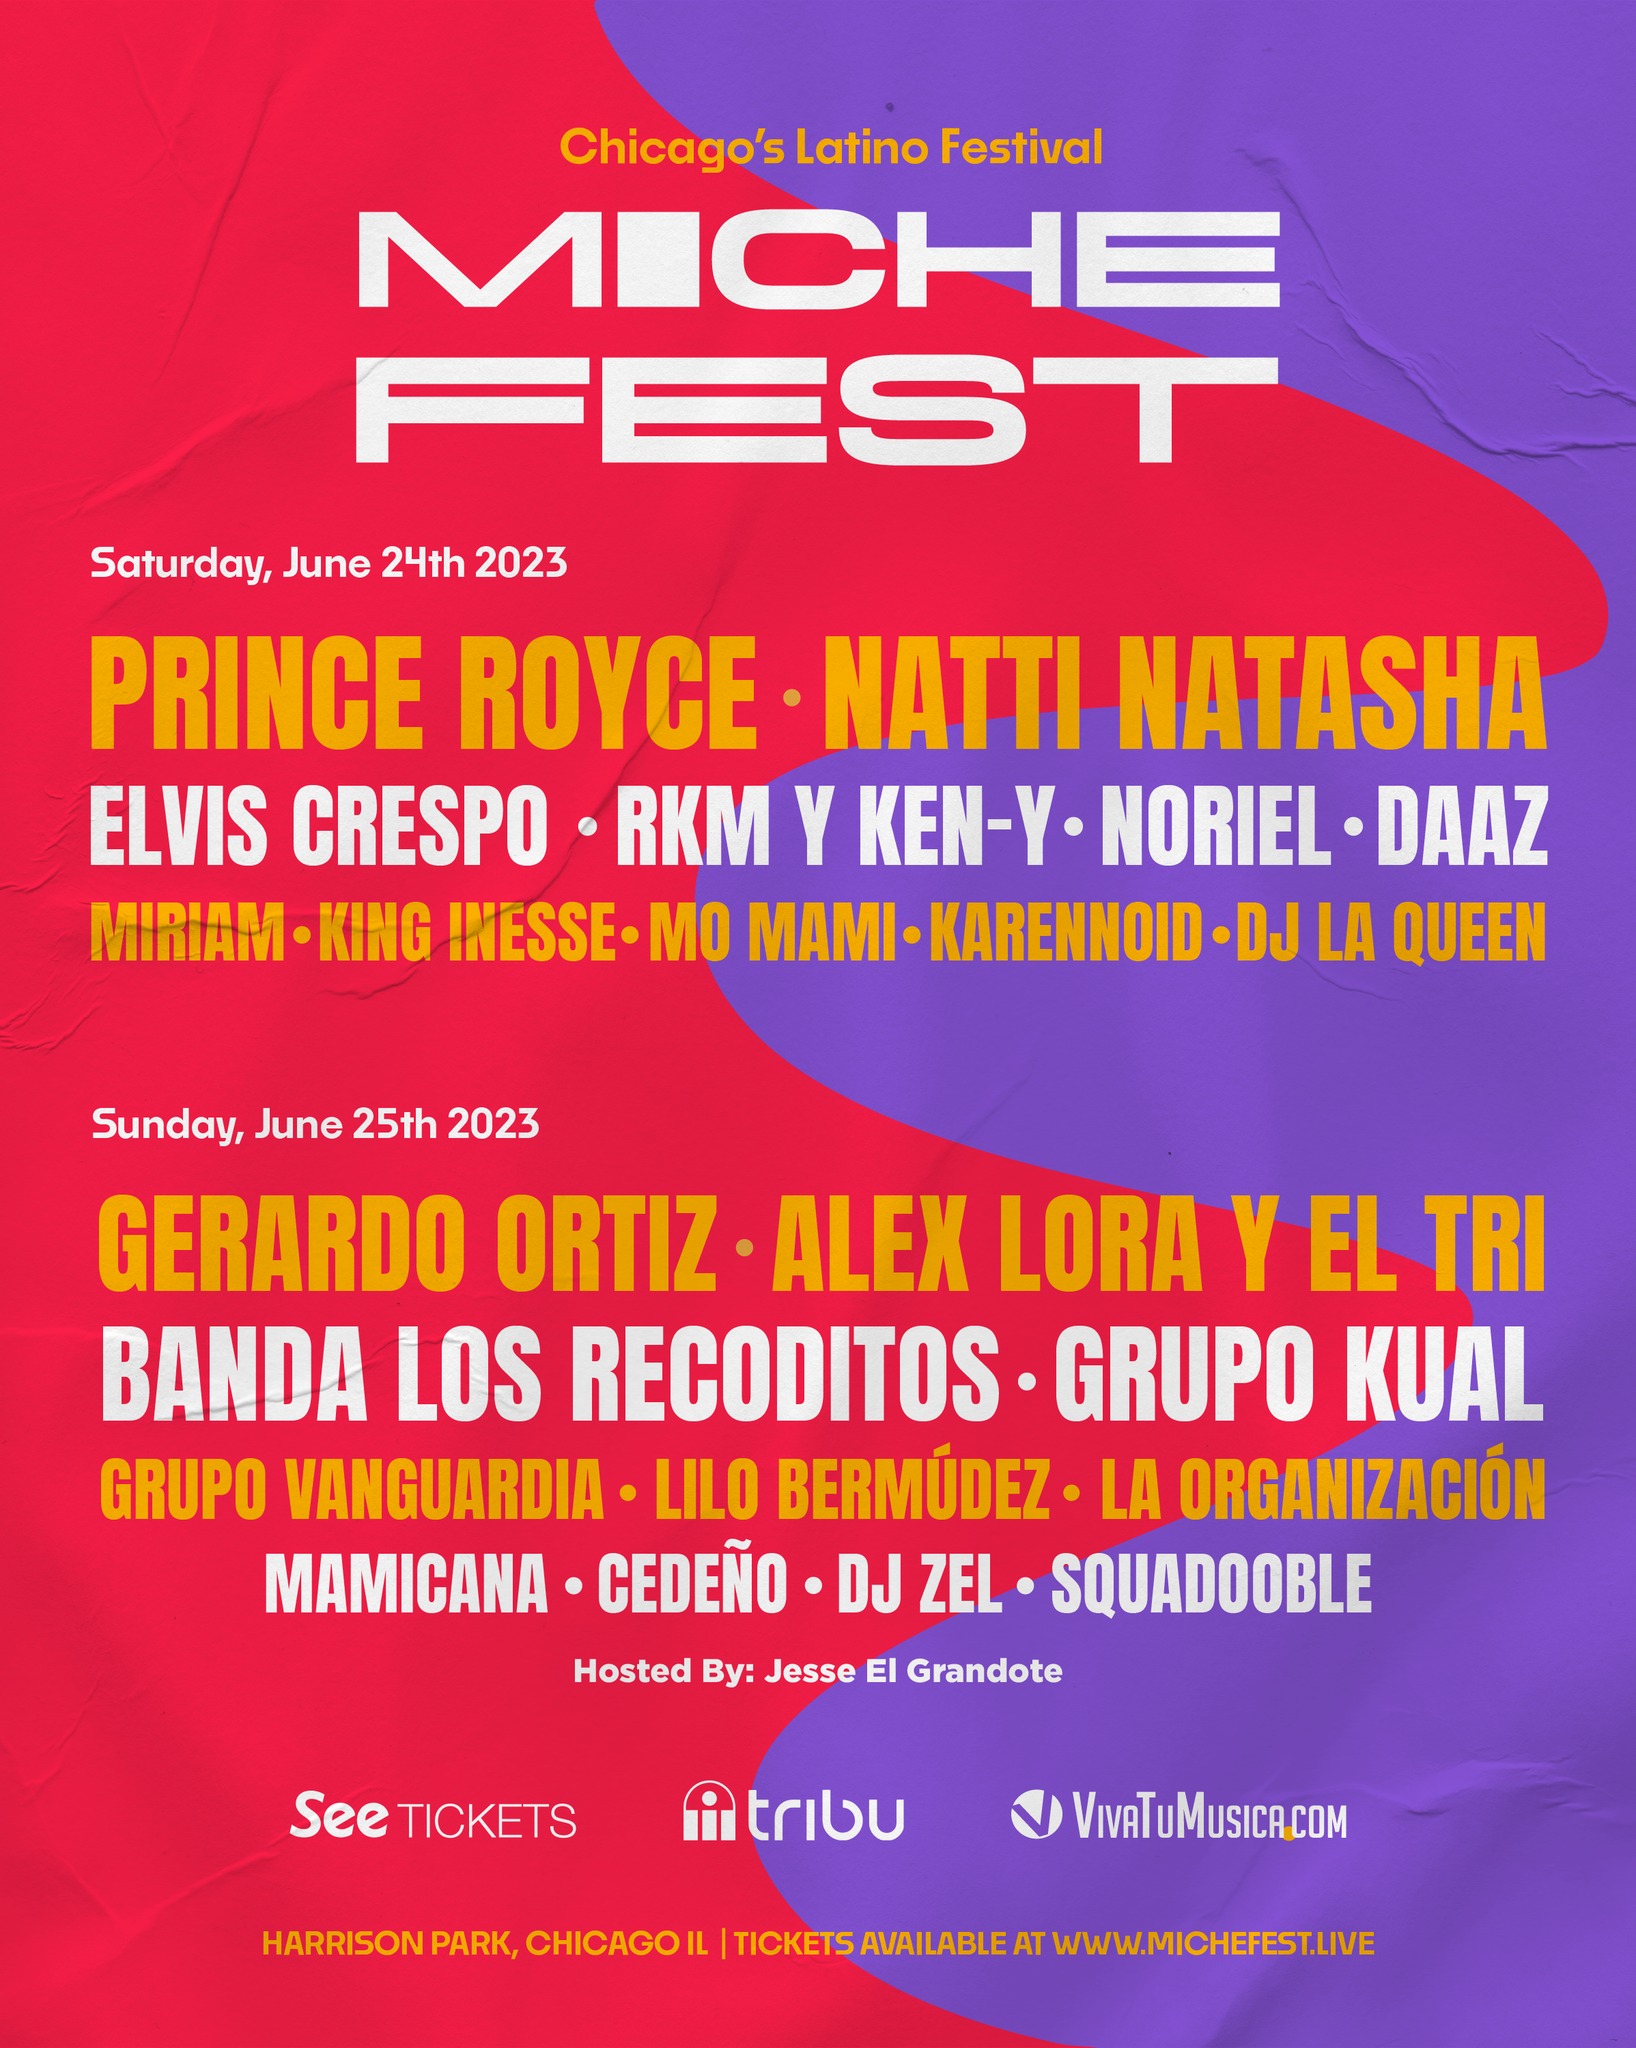 Chicago's Latino Festival
MICHE
FEST
Saturday, June 24th 2023
PRINCE ROYCE • NATTI NATASHA
ELVIS CRESPO • RKM Y KEN-Y • NORIEL • DAAZ
MIRIAM • KING INESSE • MO MAMI • KARENNOID • DJ LA QUEEN
Sunday, June 25th 2023
GERARDO ORTIZ • ALEX LORA Y EL TRI
BANDA LOS RECODITOS • GRUPO KUAL
GRUPO VANGUARDIA • LILO BERMÚDEZ • LA ORGANIZACIÓN
MAMICANA • CEDEÑO • DJ ZEL • SQUADOOBLE
Hosted By: Jesse El Grandote
See TICKETS tribu VIVATUMUSICA.COM
HARRISON PARK, CHICAGO IL | TICKETS AVAILABLE AT WWW.MICHEFEST.LIVE